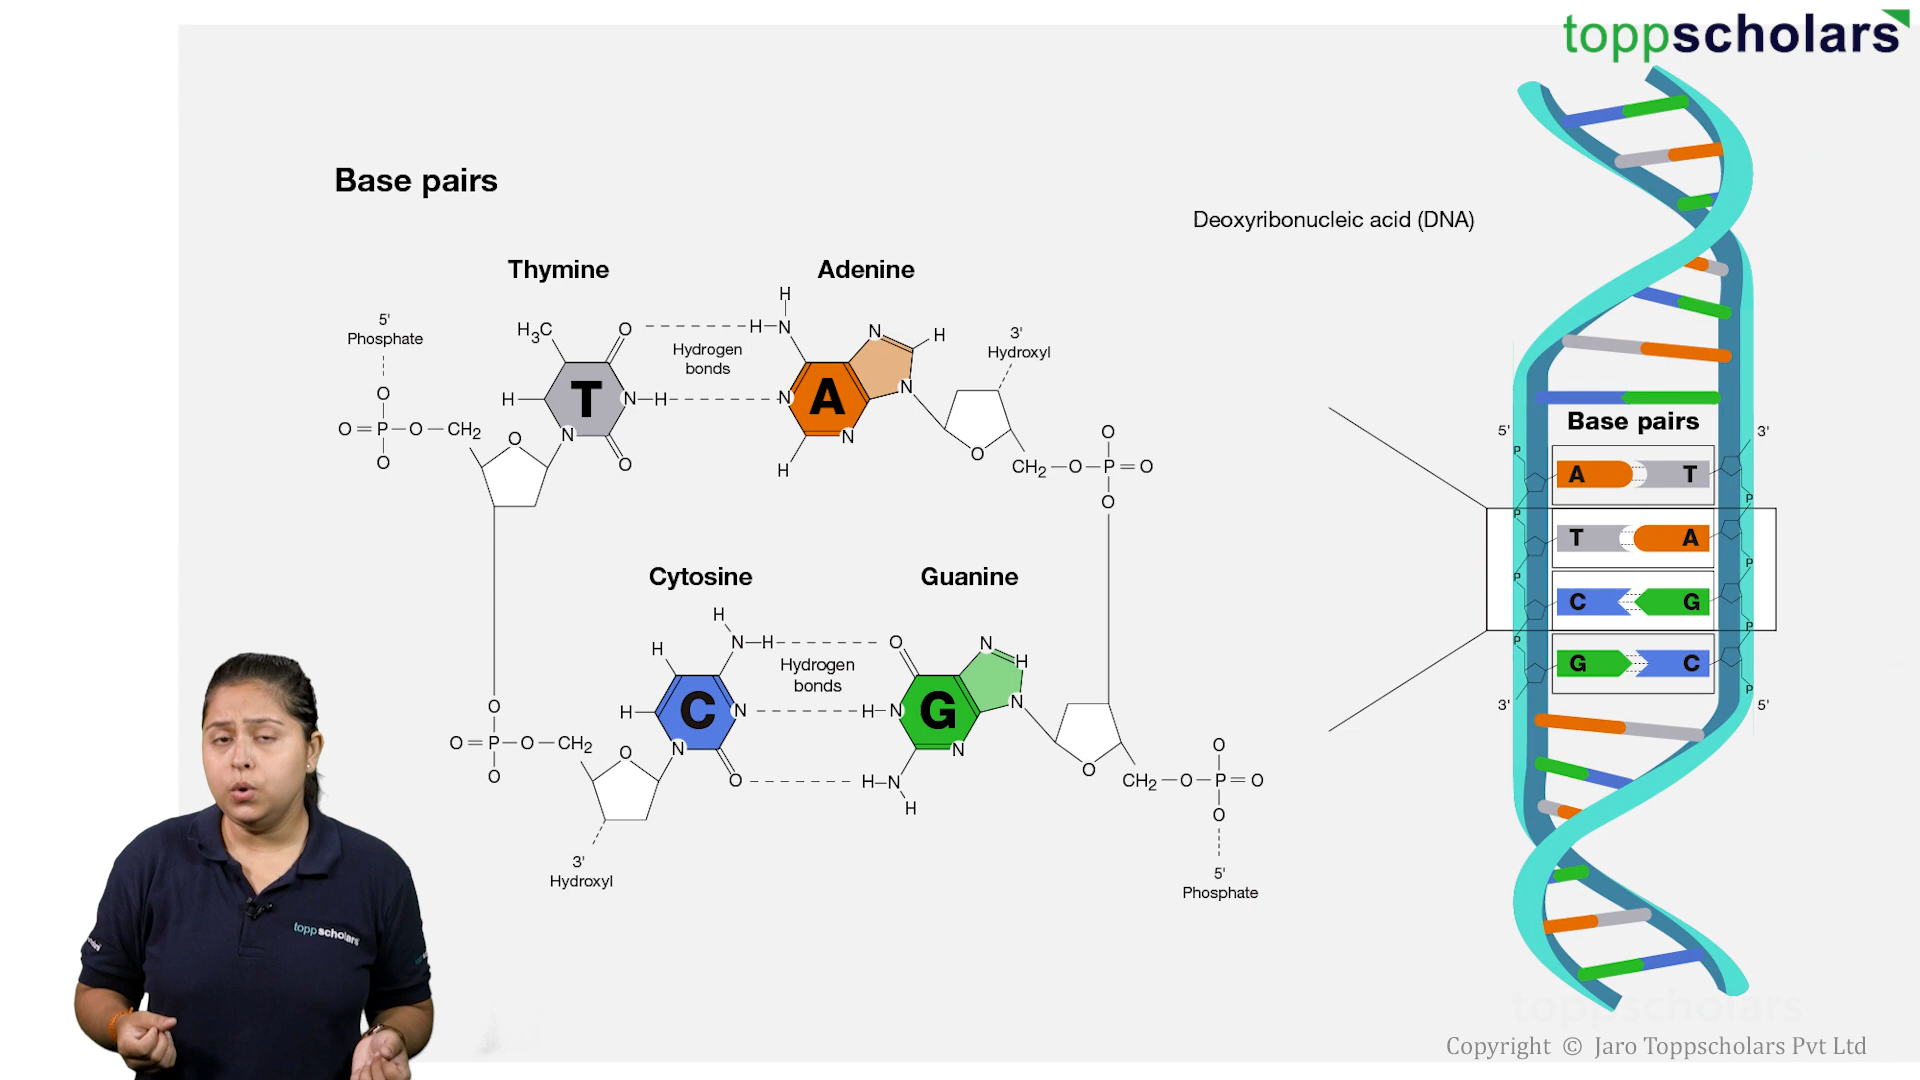 toppscholars
Base pairs
Deoxyribonucleic acid (DNA)
Thymine
Adenine
5'
Phosphate
H₃C
O
H
H–N
N
H
3'
Hydroxyl
Hydrogen
bonds
H
T
N–H
N
A
N
O
O=P–O–CH₂
O
O
N
O
N
H
O
CH₂–O–P=O
O
O
Cytosine
Guanine
H
H
N–H
O
N
H
Hydrogen
bonds
H
C
N
H–N
G
N
N
N
O
H–N
H
O
O=P–O–CH₂
O
O
3'
Hydroxyl
O
CH₂–O–P=O
O
O
5'
Phosphate
Base pairs
5'
3'
P
A
T
P
P
T
A
P
P
C
G
P
P
G
C
P
3'
5'
toppscholars
toppscholars
Copyright © Jaro Toppscholars Pvt Ltd